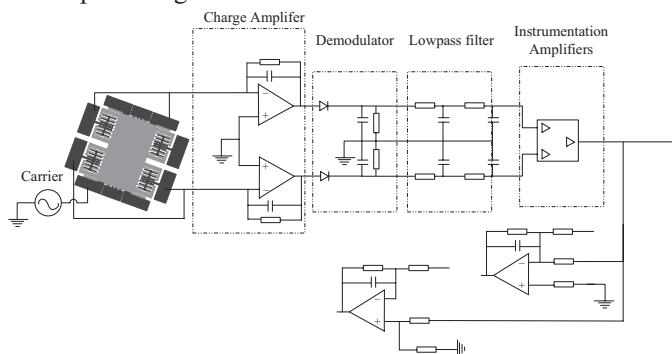 Charge Amplifer
Demodulator
Lowpass filter
Instrumentation
Amplifiers
Carrier